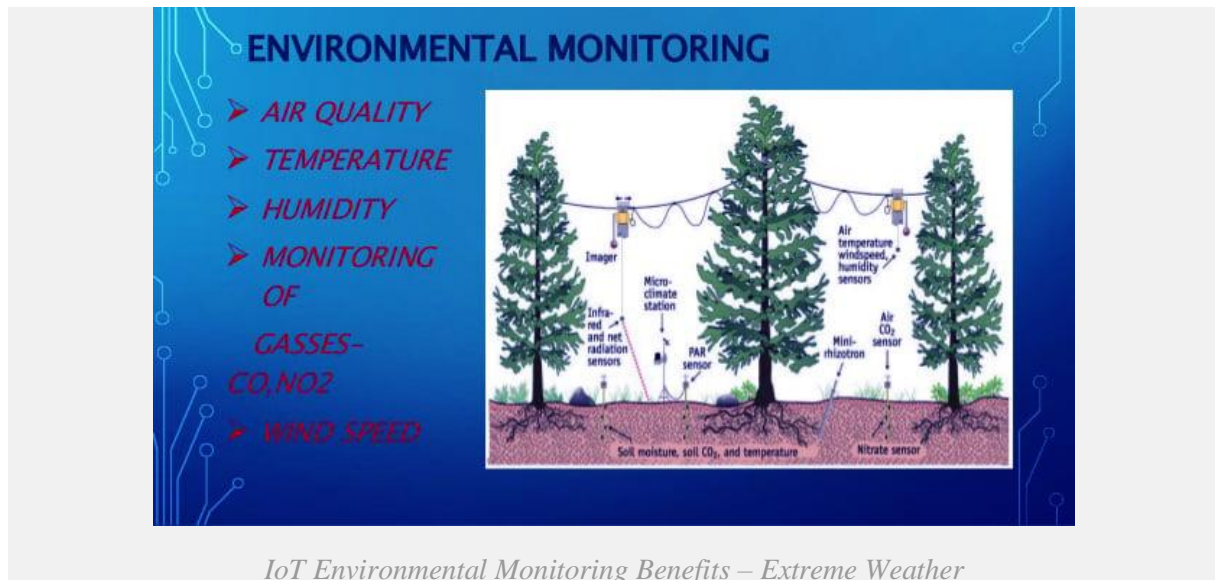 ENVIRONMENTAL MONITORING
➢ AIR QUALITY
➢ TEMPERATURE
➢ HUMIDITY
➢ MONITORING
OF
GASSES-
CO,NO2
➢ WIND SPEED
Imager
Air
temperature
windspeed,
humidity
sensors
Micro-
climate
station
Infra-
red
and net
radiation
sensors
PAR
sensor
Mini-
rhizotron
Air
CO₂
sensor
Soil moisture, soil CO₂, and temperature
Nitrate sensor
IoT Environmental Monitoring Benefits – Extreme Weather